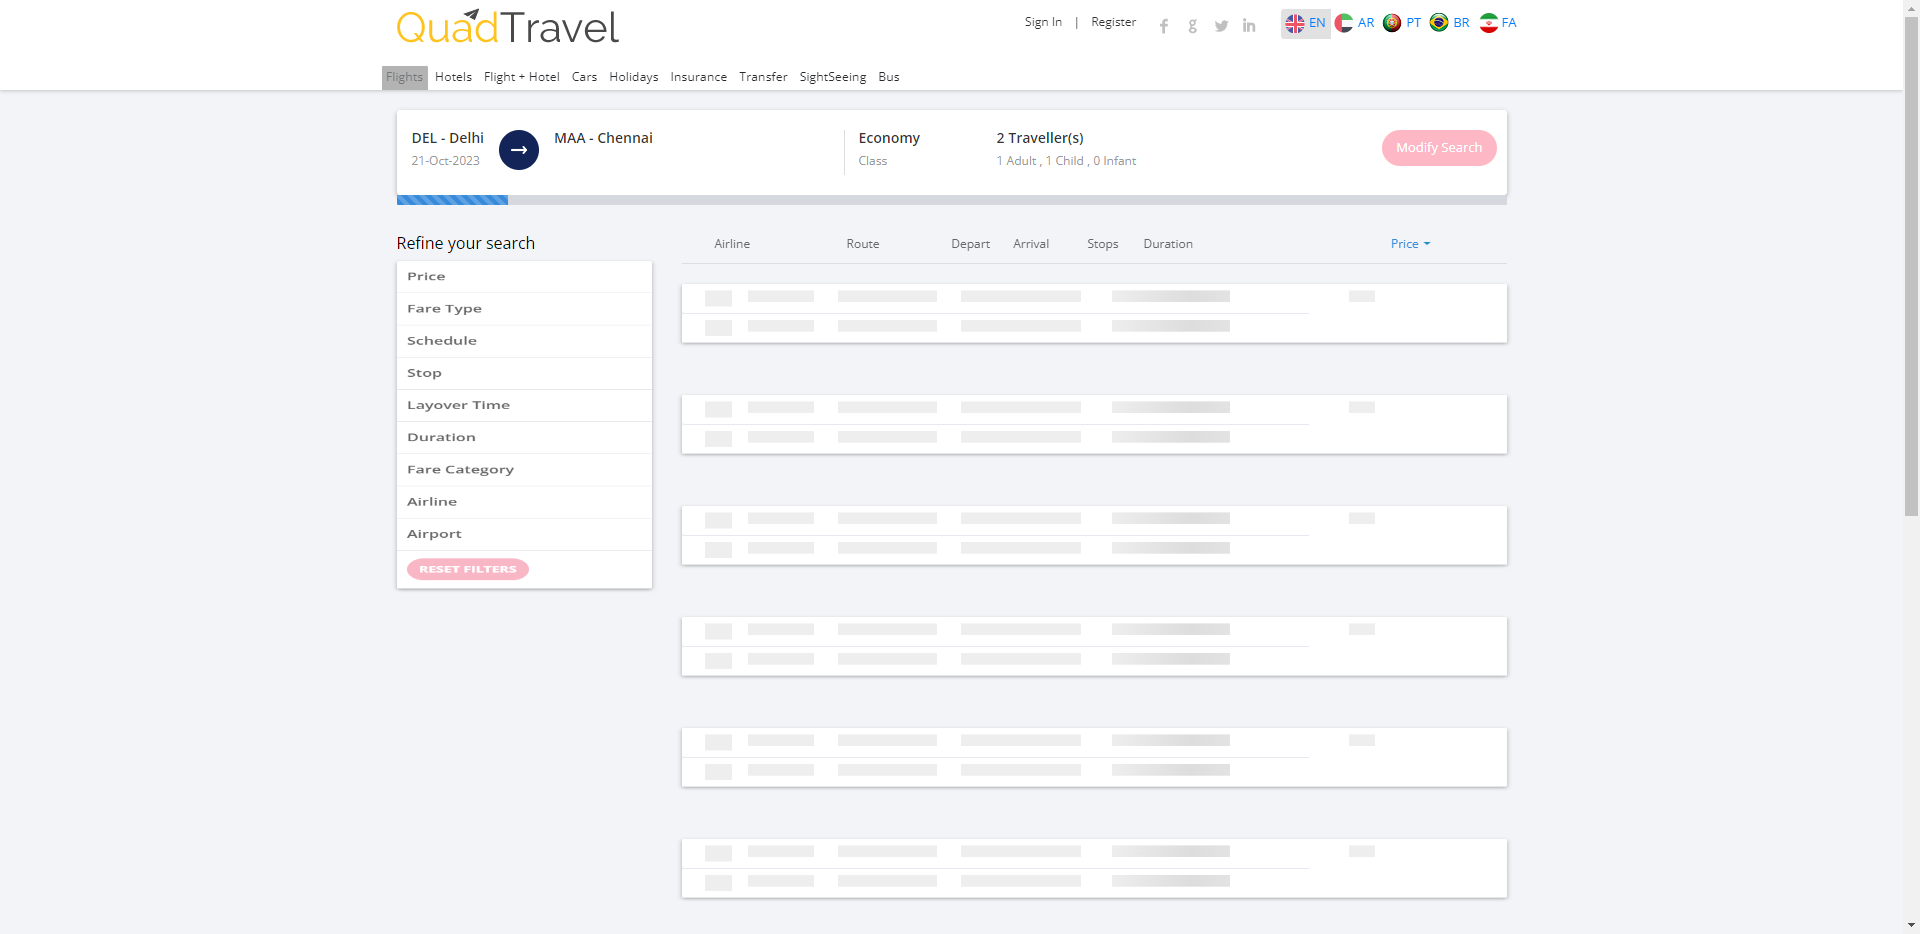 QuadTravel
Sign In | Register
EN AR PT BR FA
Flights Hotels Flight + Hotel Cars Holidays Insurance Transfer SightSeeing Bus
DEL - Delhi
21-Oct-2023
MAA - Chennai
Economy
Class
2 Traveller(s)
1 Adult , 1 Child , 0 Infant
Modify Search
Refine your search
Price
Fare Type
Schedule
Stop
Layover Time
Duration
Fare Category
Airline
Airport
RESET FILTERS
Airline Route Depart Arrival Stops Duration Price